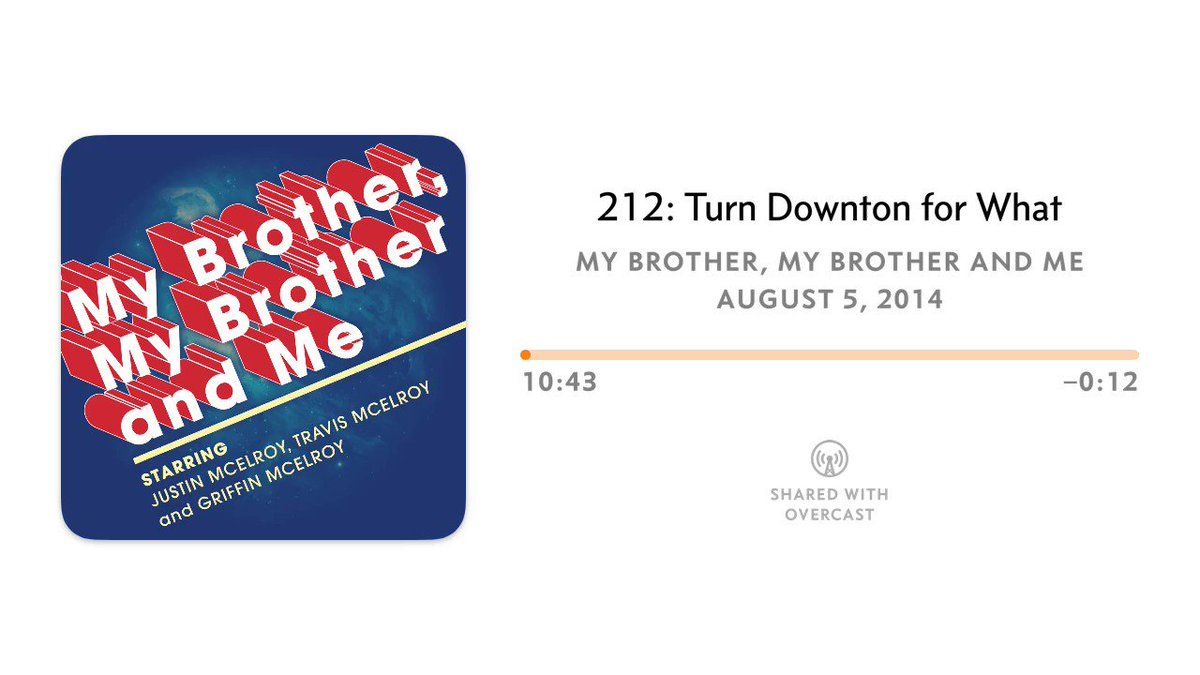 My Brother,
My Brother
and Me
STARRING
JUSTIN MCELROY, TRAVIS MCELROY
and GRIFFIN MCELROY
212: Turn Downton for What
MY BROTHER, MY BROTHER AND ME
AUGUST 5, 2014
10:43
–0:12
SHARED WITH
OVERCAST